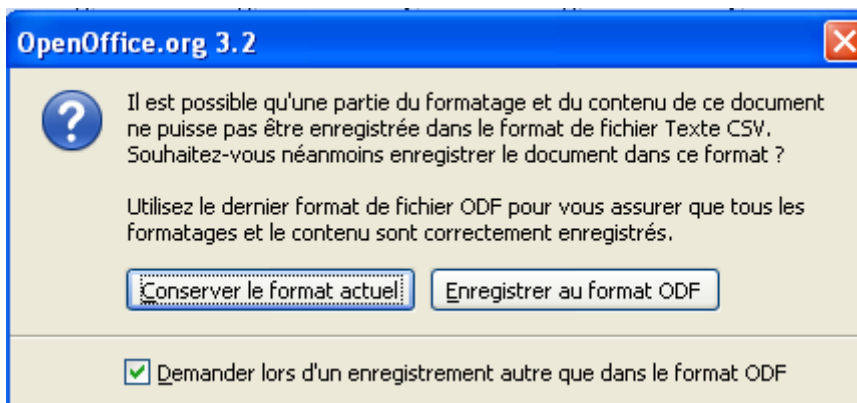 OpenOffice.org 3.2
Il est possible qu'une partie du formatage et du contenu de ce document
ne puisse pas être enregistrée dans le format de fichier Texte CSV.
Souhaitez-vous néanmoins enregistrer le document dans ce format ?
Utilisez le dernier format de fichier ODF pour vous assurer que tous les
formatages et le contenu sont correctement enregistrés.
Conserver le format actuel Enregistrer au format ODF
Demander lors d'un enregistrement autre que dans le format ODF